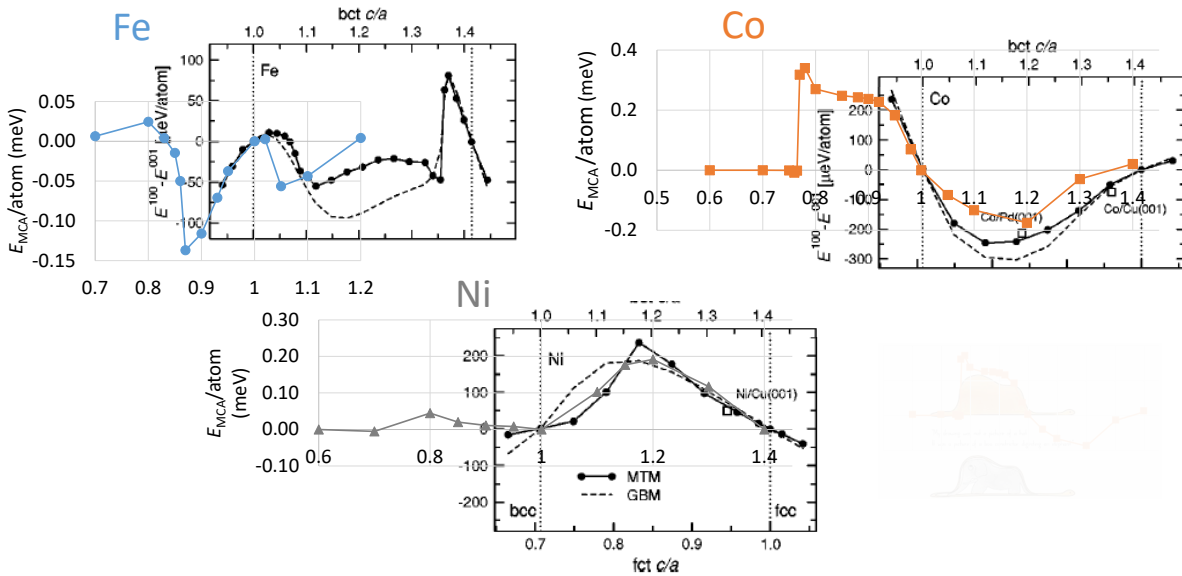 Fe
bct c/a
1.0 1.1 1.2 1.3 1.4
100
50
0
-50
-100
E¹⁰⁰-E⁰⁰¹ [µeV/atom]
Fe
E_MCA/atom (meV)
0.05
0.00
-0.05
-0.10
-0.15
0.7 0.8 0.9 1 1.1 1.2
Co
bct c/a
1.0 1.1 1.2 1.3 1.4
E_MCA/atom (meV)
0.4
0.2
0.0
-0.2
0.5 0.6 0.7 0.8 0.9 1 1.1 1.2 1.3 1.4
E¹⁰⁰-E⁰⁰¹ [µeV/atom]
200
100
0
-100
-200
-300
Co
Co/Pd(001)
Co/Cu(001)
Ni
bct c/a
1.0 1.1 1.2 1.3 1.4
E_MCA/atom
(meV)
0.30
0.20
0.10
0.00
-0.10
0.6 0.8 1 1.2 1.4
200
100
0
-100
-200
Ni
Ni/Cu(001)
MTM
GBM
bcc
fcc
0.7 0.8 0.9 1.0
fct c/a